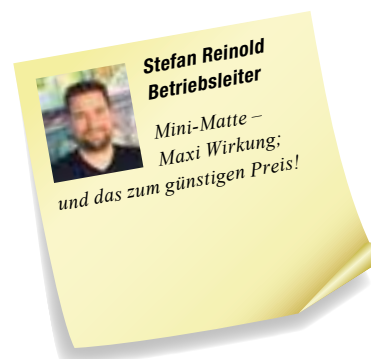 Stefan Reinold
Betriebsleiter
Mini-Matte –
Maxi Wirkung;
und das zum günstigen Preis!